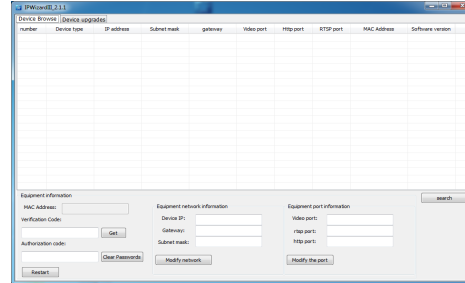 IPWizardIII_2.1.1
Device Browse Device upgrades
number Device type IP address Subnet mask gateway Video port Http port RTSP port MAC Address Software version
Equipment information
search
MAC Address:
Equipment network information
Equipment port information
Verification Code:
Device IP:
Video port:
Get
Gateway:
rtsp port:
Authorization code:
Subnet mask:
http port:
Clear Passwords
Modify network
Modify the port
Restart